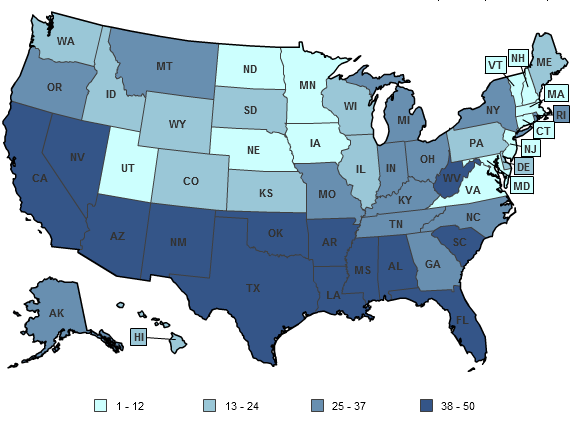 WA
MT
ND
MN
VT
NH
ME
OR
ID
SD
WI
MI
NY
MA
RI
WY
CT
NV
UT
NE
IA
IL
IN
OH
PA
NJ
CA
CO
KS
MO
KY
WV
VA
DE
MD
AZ
NM
OK
AR
TN
NC
SC
TX
LA
MS
AL
GA
FL
AK
HI
1 - 12
13 - 24
25 - 37
38 - 50